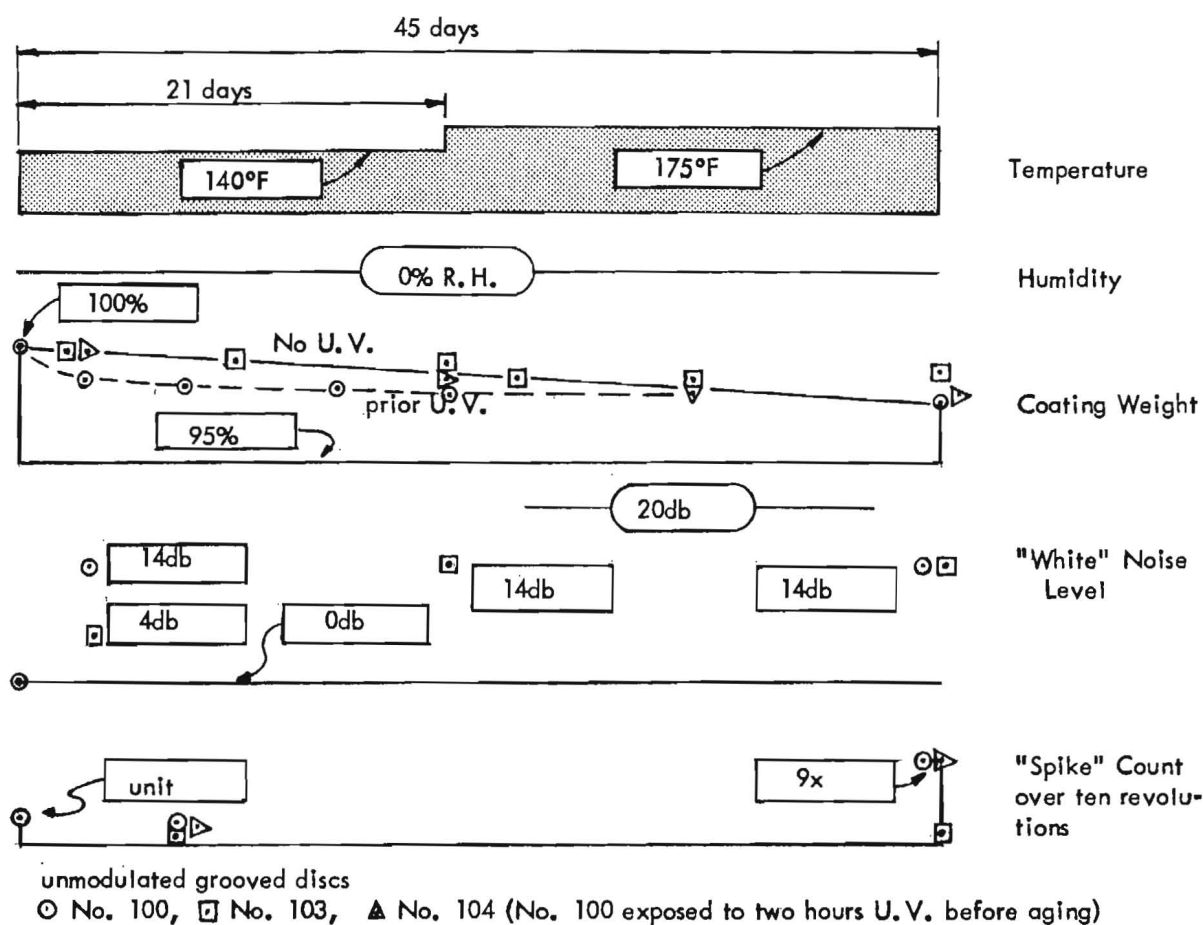 45 days
21 days
140°F
175°F
Temperature
0% R. H.
Humidity
100%
No U. V.
prior U. V.
95%
Coating Weight
20db
14db
14db
14db
"White" Noise
Level
4db
0db
unit
9x
"Spike" Count
over ten revolu-
tions
unmodulated grooved discs
No. 100, No. 103, No. 104 (No. 100 exposed to two hours U. V. before aging)